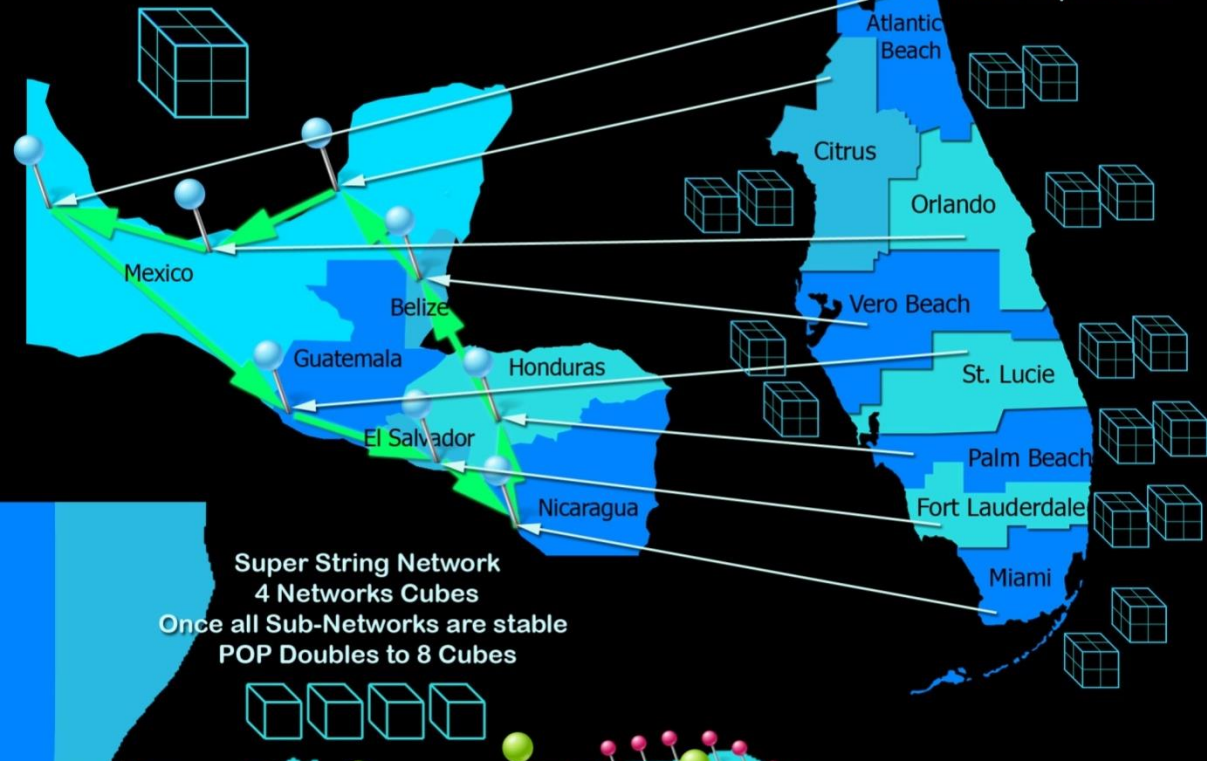 Atlantic
Beach
Citrus
Orlando
Mexico
Vero Beach
Belize
Guatemala
Honduras
St. Lucie
El Salvador
Palm Beach
Nicaragua
Fort Lauderdale
Miami
Super String Network
4 Networks Cubes
Once all Sub-Networks are stable
POP Doubles to 8 Cubes